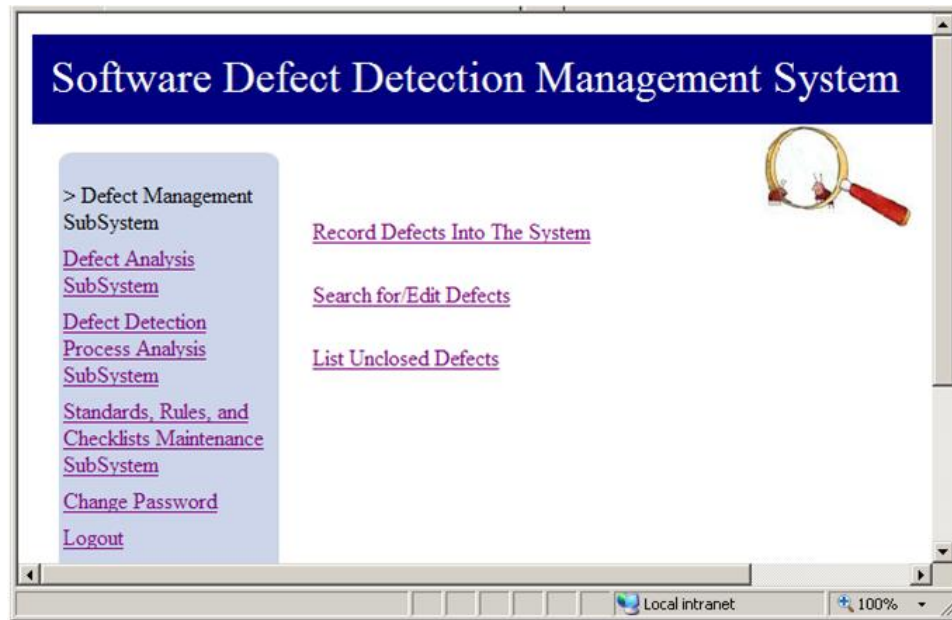 Software Defect Detection Management System
> Defect Management
SubSystem
Defect Analysis
SubSystem
Defect Detection
Process Analysis
SubSystem
Standards, Rules, and
Checklists Maintenance
SubSystem
Change Password
Logout
Record Defects Into The System
Search for/Edit Defects
List Unclosed Defects
Local intranet
100%